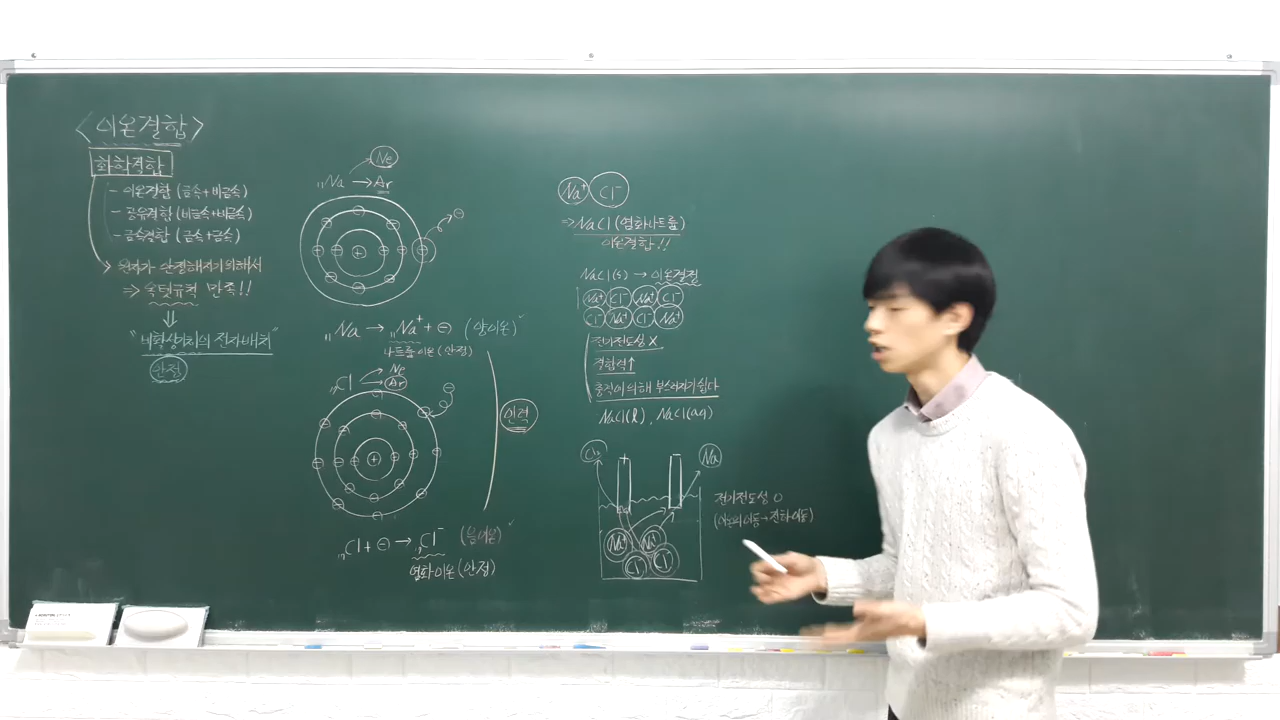 <이온결합>
화학결합
- 이온결합 (금속+비금속)
- 공유결합 (비금속+비금속)
- 금속결합 (금속+금속)
원자가 안정해지기 위해서
⇒ 옥텟규칙 만족!!
⇓
"비활성기체의 전자배치"
안정
Ne
₁₁Na → Ar
₁₁Na → ₁₁Na⁺ + ⊖ (양이온)
나트륨 이온 (안정)
Ne
₁₇Cl → Ar
인력
₁₇Cl + ⊖ → ₁₇Cl⁻ (음이온)
염화 이온 (안정)
Na⁺ Cl⁻
⇒ NaCl (염화나트륨)
이온결합!!
NaCl(s) → 이온결정
Na⁺ Cl⁻ Na⁺ Cl⁻
Cl⁻ Na⁺ Cl⁻ Na⁺
전기전도성 X
결합력↑
충격에 의해 부스러지기 쉽다
NaCl(l), NaCl(aq)
Cl₂
Na
+ −
Na⁺ Na⁺
Cl⁻ Cl⁻
전기전도성 O
(이온의 이동→전하 이동)